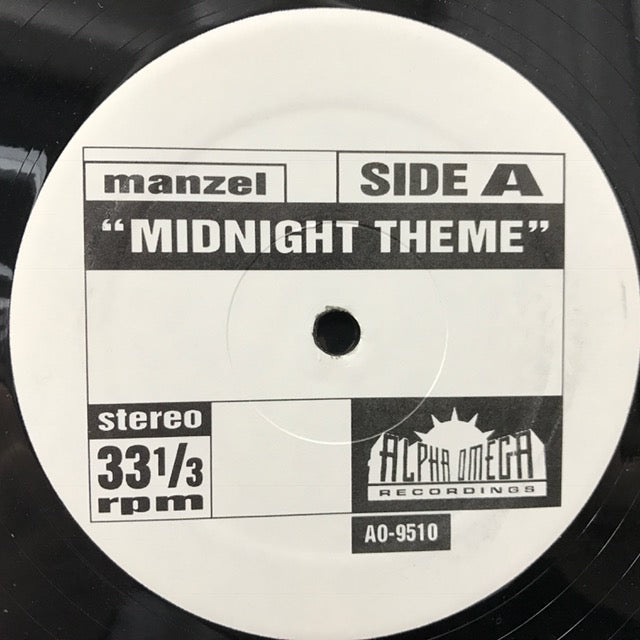 manzel
SIDE A
“MIDNIGHT THEME”
stereo
33 1/3
rpm
ALPHA OMEGA
RECORDINGS
AO-9510